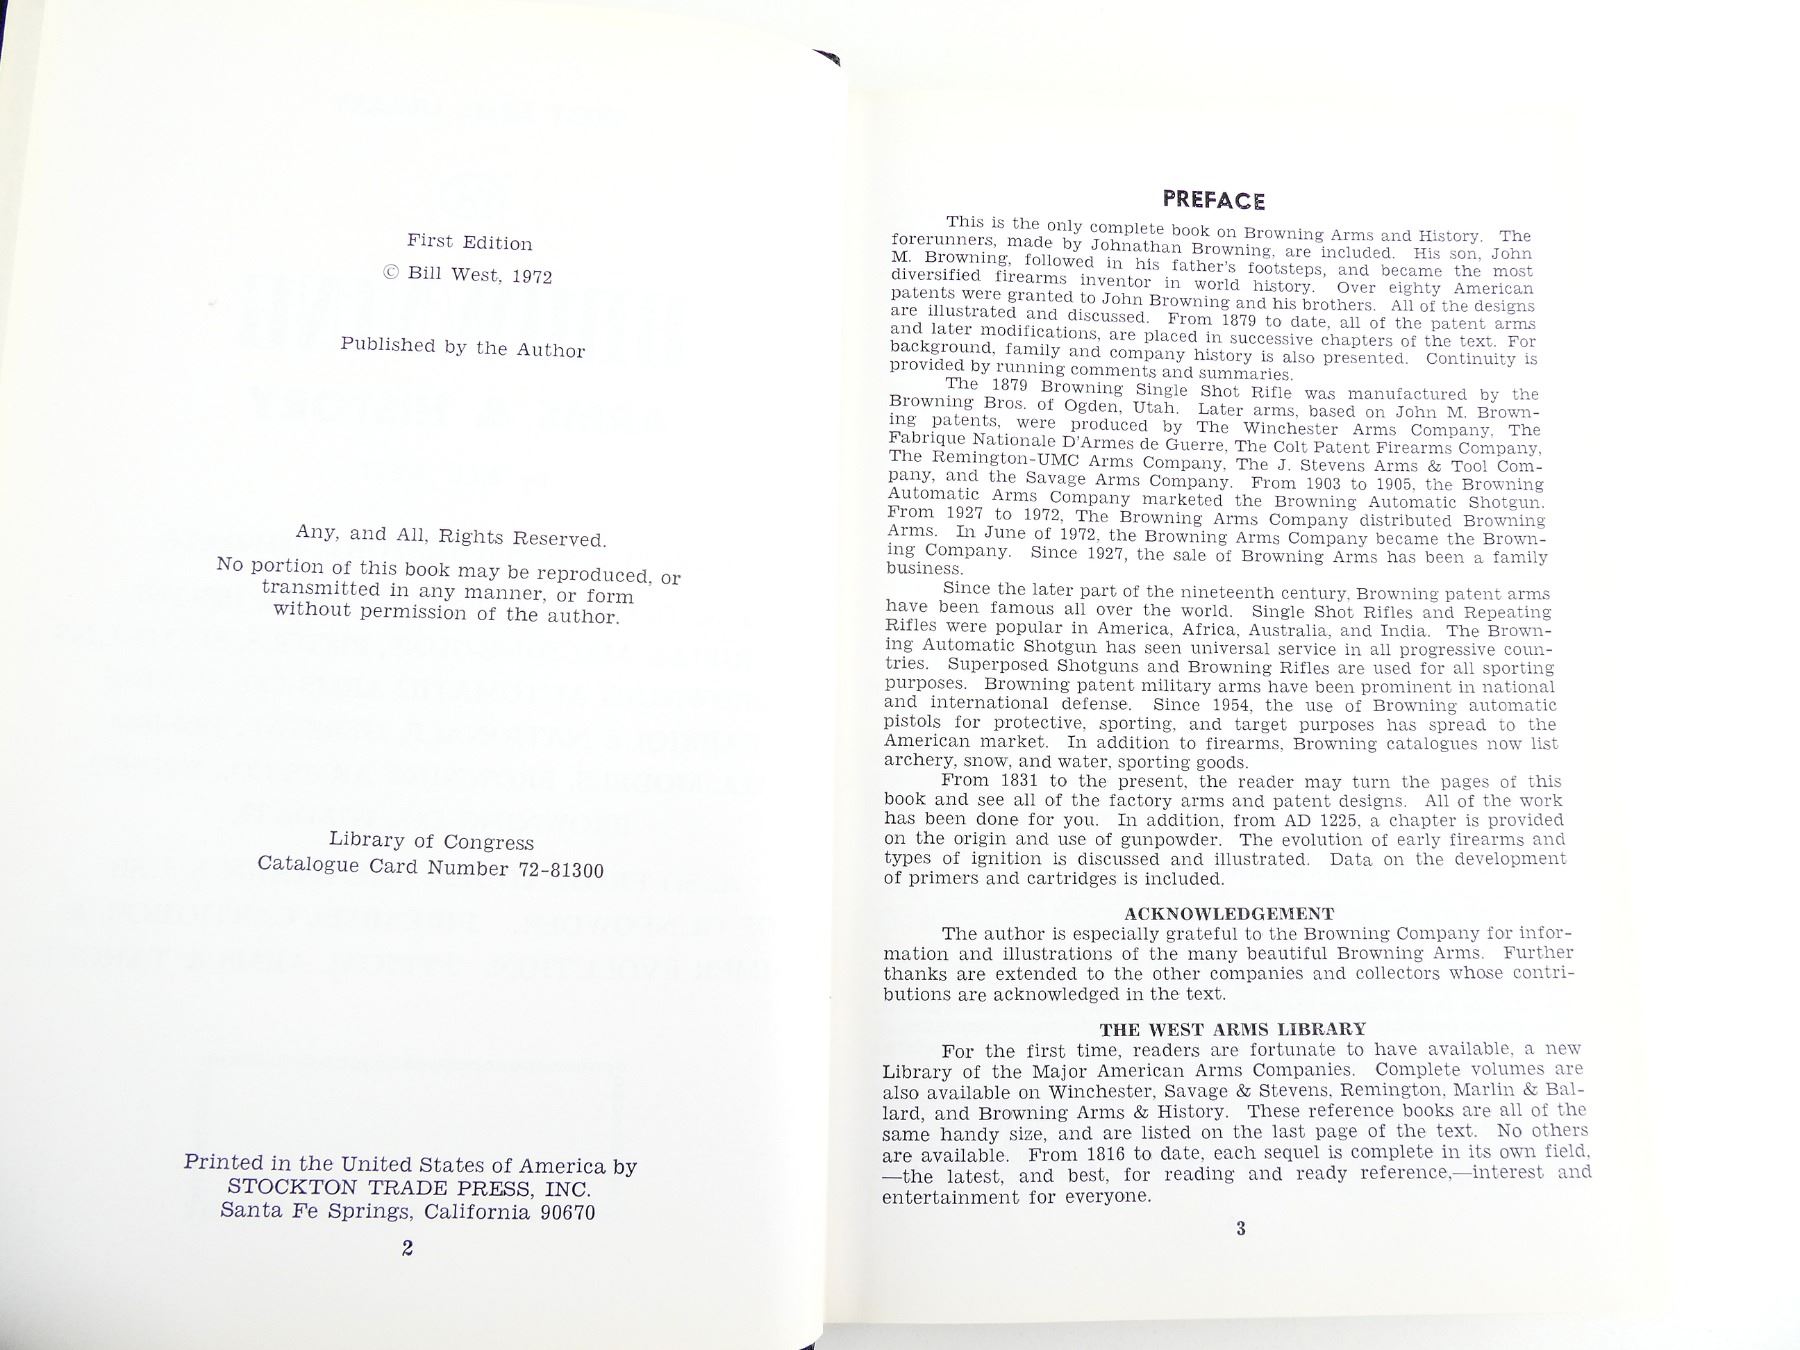 First Edition
© Bill West, 1972
Published by the Author
Any, and All, Rights Reserved.
No portion of this book may be reproduced, or
transmitted in any manner, or form
without permission of the author.
Library of Congress
Catalogue Card Number 72-81300
Printed in the United States of America by
STOCKTON TRADE PRESS, INC.
Santa Fe Springs, California 90670
2
PREFACE
This is the only complete book on Browning Arms and History. The
forerunners, made by Johnathan Browning, are included. His son, John
M. Browning, followed in his father's footsteps, and became the most
diversified firearms inventor in world history. Over eighty American
patents were granted to John Browning and his brothers. All of the designs
are illustrated and discussed. From 1879 to date, all of the patent arms
and later modifications, are placed in successive chapters of the text. For
background, family and company history is also presented. Continuity is
provided by running comments and summaries.
The 1879 Browning Single Shot Rifle was manufactured by the
Browning Bros. of Ogden, Utah. Later arms, based on John M. Brown-
ing patents, were produced by The Winchester Arms Company, The
Fabrique Nationale D'Armes de Guerre, The Colt Patent Firearms Company,
The Remington-UMC Arms Company, The J. Stevens Arms & Tool Com-
pany, and the Savage Arms Company. From 1903 to 1905, the Browning
Automatic Arms Company marketed the Browning Automatic Shotgun.
From 1927 to 1972, The Browning Arms Company distributed Browning
Arms. In June of 1972, the Browning Arms Company became the Brown-
ing Company. Since 1927, the sale of Browning Arms has been a family
business.
Since the later part of the nineteenth century, Browning patent arms
have been famous all over the world. Single Shot Rifles and Repeating
Rifles were popular in America, Africa, Australia, and India. The Brown-
ing Automatic Shotgun has seen universal service in all progressive coun-
tries. Superposed Shotguns and Browning Rifles are used for all sporting
purposes. Browning patent military arms have been prominent in national
and international defense. Since 1954, the use of Browning automatic
pistols for protective, sporting, and target purposes has spread to the
American market. In addition to firearms, Browning catalogues now list
archery, snow, and water, sporting goods.
From 1831 to the present, the reader may turn the pages of this
book and see all of the factory arms and patent designs. All of the work
has been done for you. In addition, from AD 1225, a chapter is provided
on the origin and use of gunpowder. The evolution of early firearms and
types of ignition is discussed and illustrated. Data on the development
of primers and cartridges is included.
ACKNOWLEDGEMENT
The author is especially grateful to the Browning Company for infor-
mation and illustrations of the many beautiful Browning Arms. Further
thanks are extended to the other companies and collectors whose contri-
butions are acknowledged in the text.
THE WEST ARMS LIBRARY
For the first time, readers are fortunate to have available, a new
Library of the Major American Arms Companies. Complete volumes are
also available on Winchester, Savage & Stevens, Remington, Marlin & Bal-
lard, and Browning Arms & History. These reference books are all of the
same handy size, and are listed on the last page of the text. No others
are available. From 1816 to date, each sequel is complete in its own field,
—the latest, and best, for reading and ready reference,—interest and
entertainment for everyone.
3